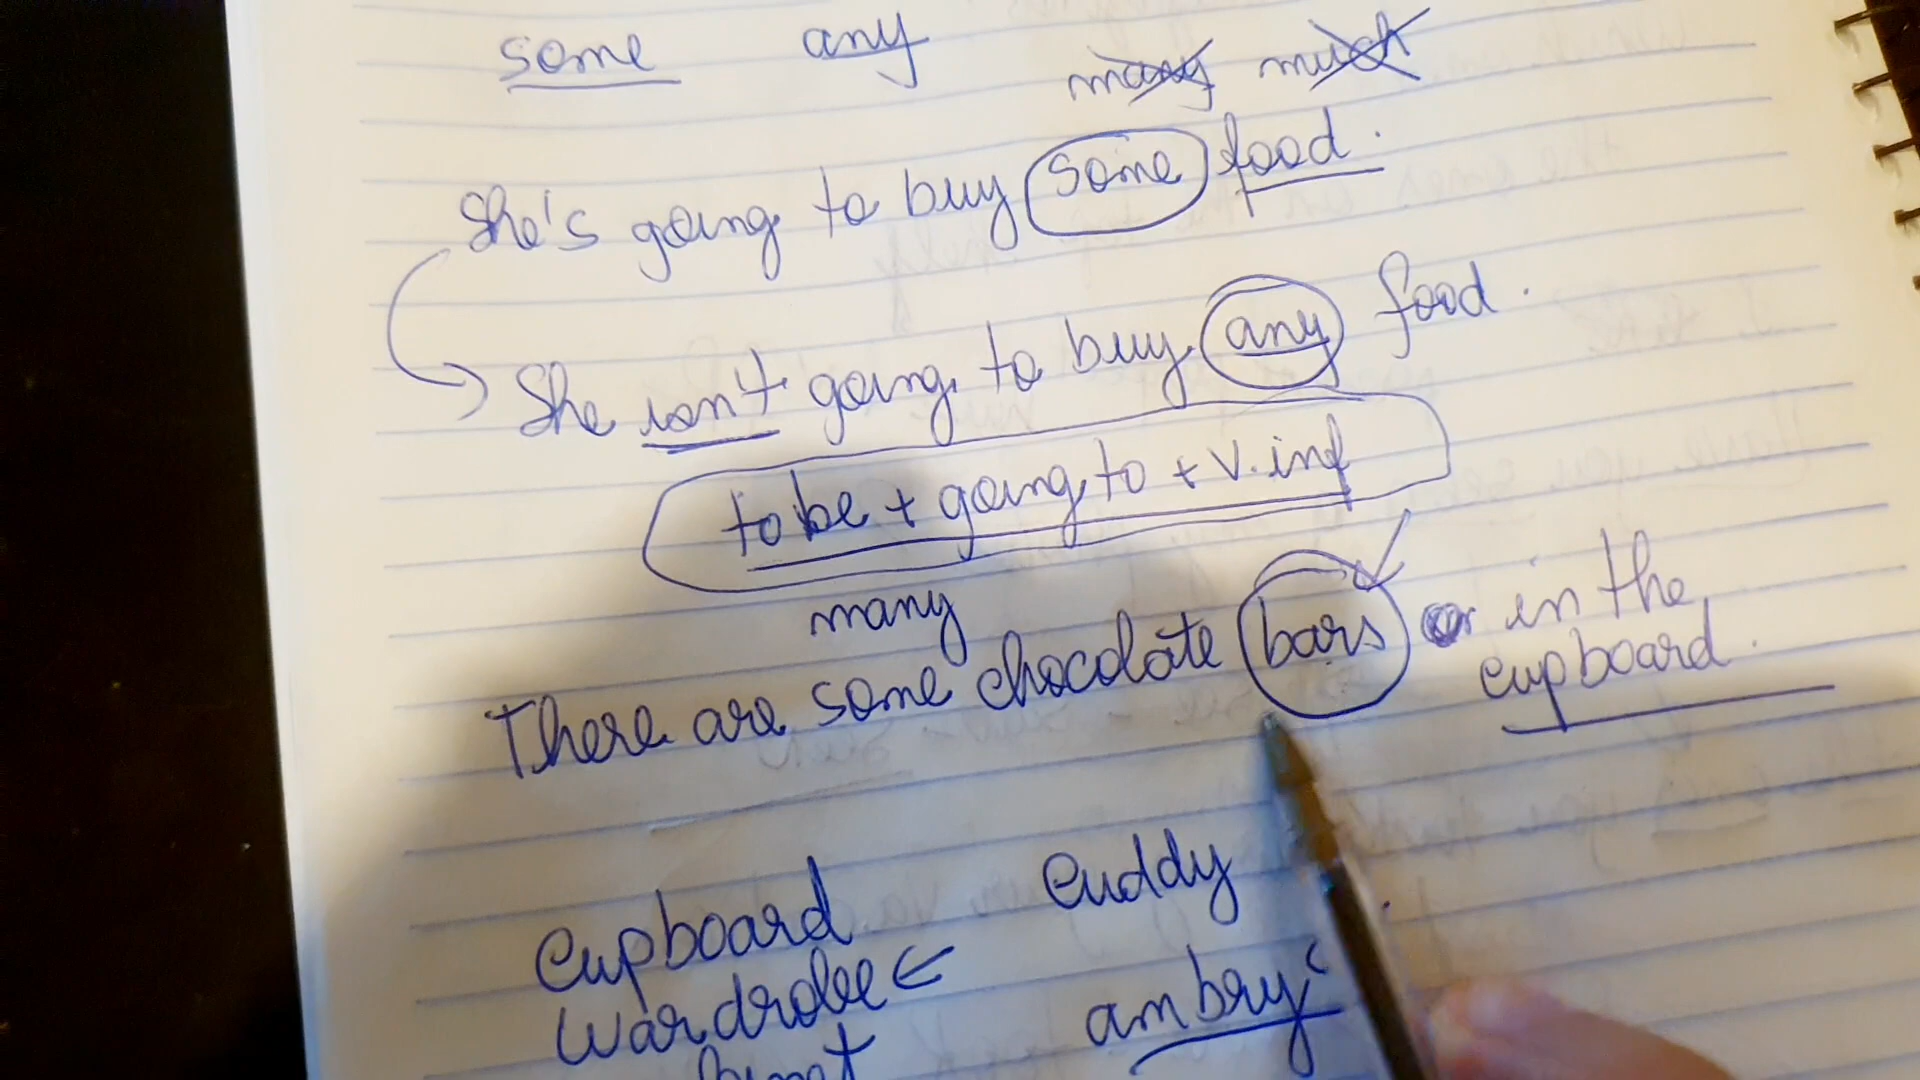 some any many much
She's going to buy some food.
She isn't going to buy any food.
to be + going to + v. inf
many
There are some chocolate bars or in the
cupboard.
cupboard cuddy
wardrobe ambry